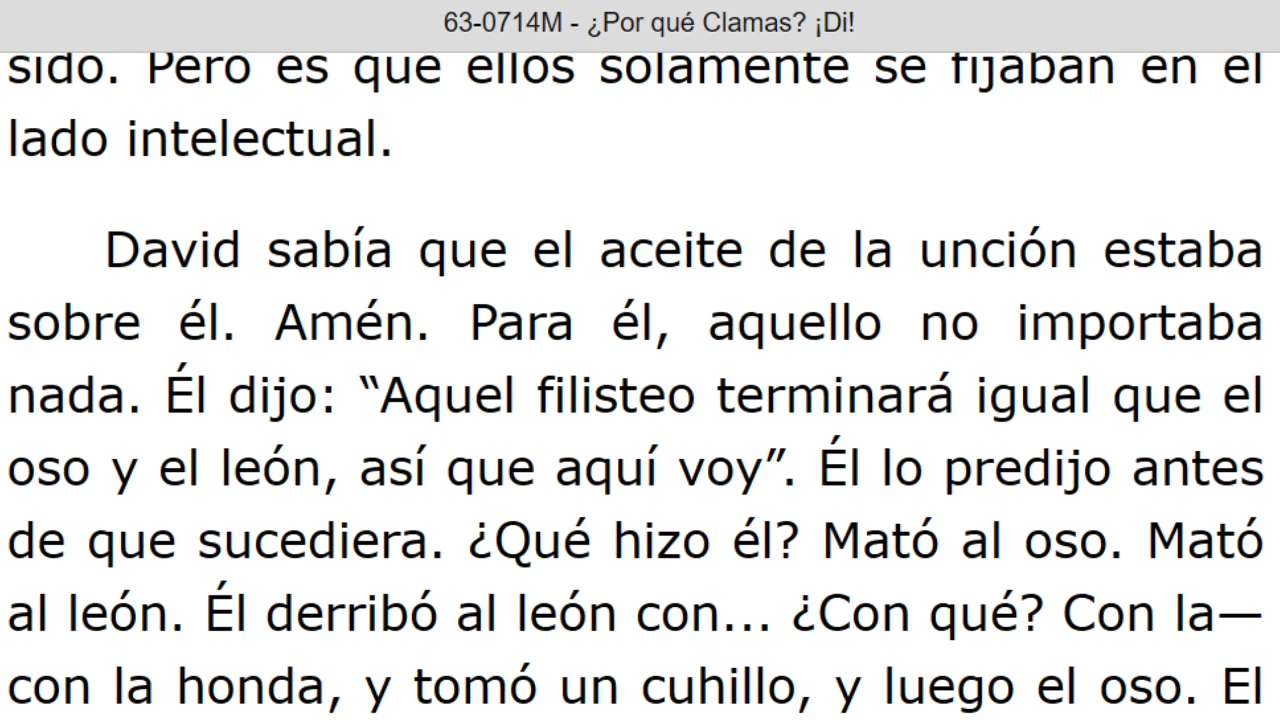 63-0714M - ¿Por qué Clamas? ¡Di!
sido. Pero es que ellos solamente se fijaban en el
lado intelectual.
David sabía que el aceite de la unción estaba
sobre él. Amén. Para él, aquello no importaba
nada. Él dijo: “Aquel filisteo terminará igual que el
oso y el león, así que aquí voy”. Él lo predijo antes
de que sucediera. ¿Qué hizo él? Mató al oso. Mató
al león. Él derribó al león con… ¿Con qué? Con la—
con la honda, y tomó un cuhillo, y luego el oso. El